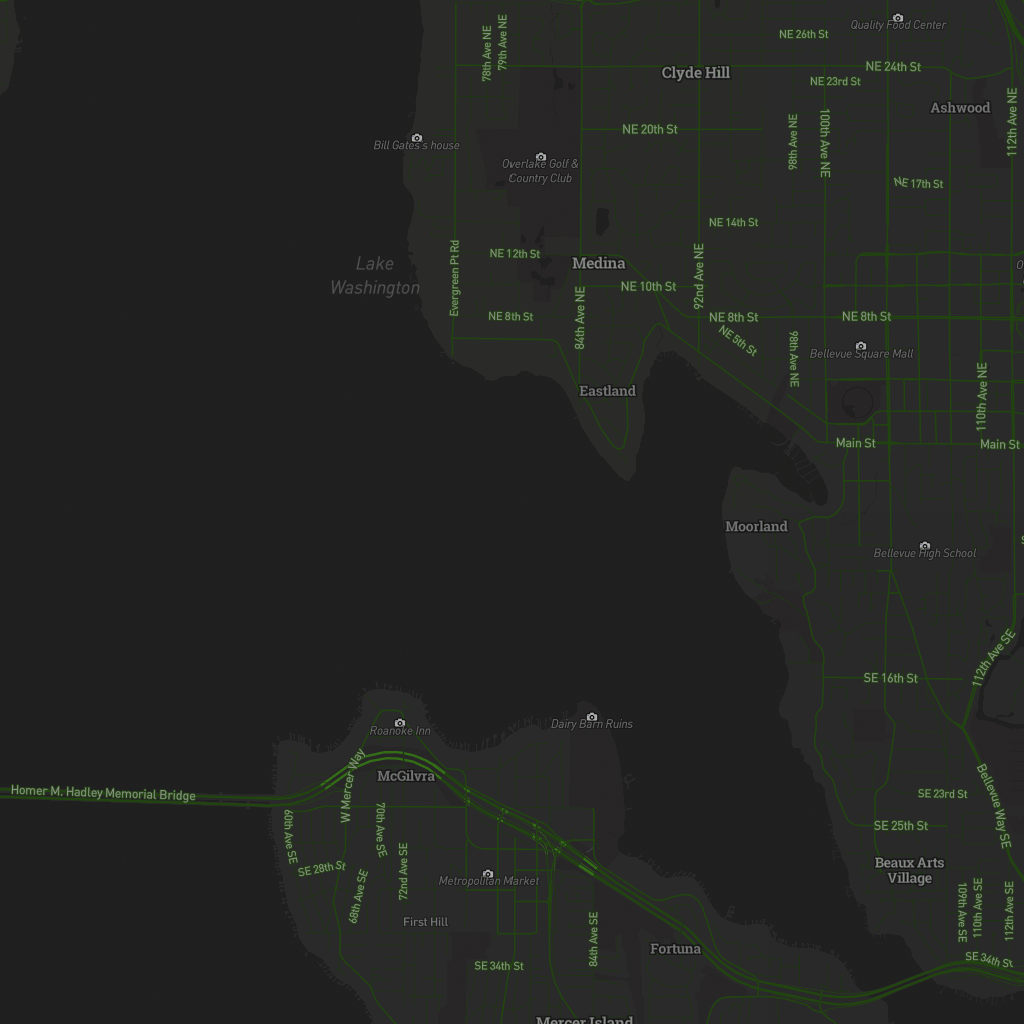 Quality Food Center
78th Ave NE
79th Ave NE
NE 26th St
Clyde Hill
NE 24th St
NE 23rd St
Ashwood
112th Ave NE
NE 20th St
98th Ave NE
100th Ave NE
Bill Gates's house
Overlake Golf &
Country Club
NE 17th St
NE 14th St
Evergreen Pt Rd
NE 12th St
Lake
Washington
Medina
92nd Ave NE
NE 10th St
84th Ave NE
NE 8th St
NE 8th St
NE 8th St
NE 5th St
98th Ave NE
Bellevue Square Mall
110th Ave NE
Eastland
Main St
Main St
Moorland
Bellevue High School
112th Ave SE
SE 16th St
Dairy Barn Ruins
Roanoke Inn
W Mercer Way
McGilvra
Homer M. Hadley Memorial Bridge
60th Ave SE
70th Ave SE
SE 23rd St
Bellevue Way SE
SE 25th St
SE 28th St
68th Ave SE
72nd Ave SE
Metropolitan Market
Beaux Arts
Village
109th Ave SE
110th Ave SE
112th Ave SE
First Hill
84th Ave SE
Fortuna
SE 34th St
SE 34th St
Mercer Island